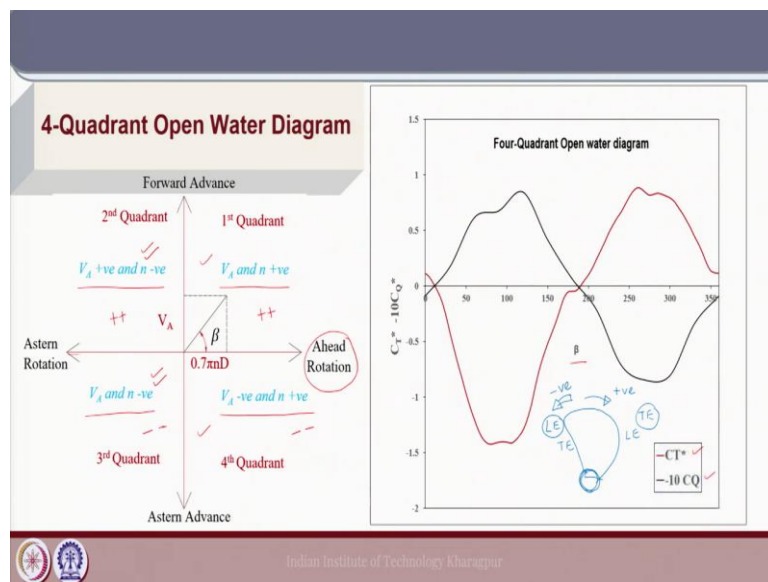 4-Quadrant Open Water Diagram
Forward Advance
2nd Quadrant
1st Quadrant
VA +ve and n -ve
VA and n +ve
++
++
VA
β
Astern
Rotation
0.7πnD
Ahead
Rotation
VA and n -ve
VA -ve and n +ve
--
--
3rd Quadrant
4th Quadrant
Astern Advance
Four-Quadrant Open water diagram
1.5
1
0.5
0
-0.5
-1
-1.5
-2
50
100
150
200
250
300
350
CT* -10CQ*
β
-ve
+ve
LE
TE
TE
LE
CT*
-10 CQ
Indian Institute of Technology Kharagpur